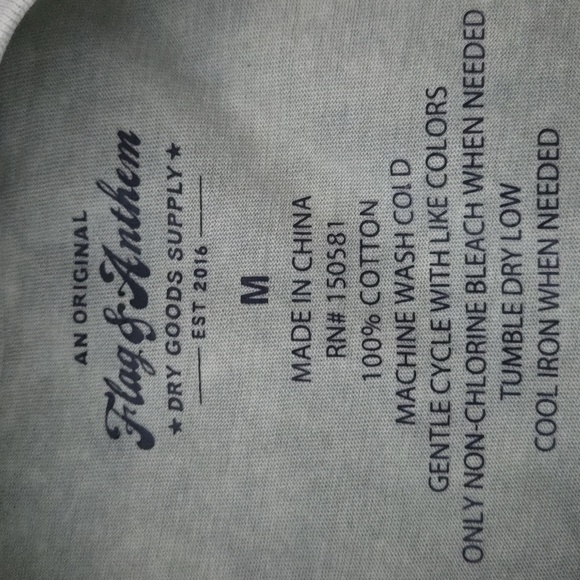 AN ORIGINAL
Flag & Anthem
★ DRY GOODS SUPPLY ★
EST 2016
M
MADE IN CHINA
RN# 150581
100% COTTON
MACHINE WASH COLD
GENTLE CYCLE WITH LIKE COLORS
ONLY NON-CHLORINE BLEACH WHEN NEEDED
TUMBLE DRY LOW
COOL IRON WHEN NEEDED